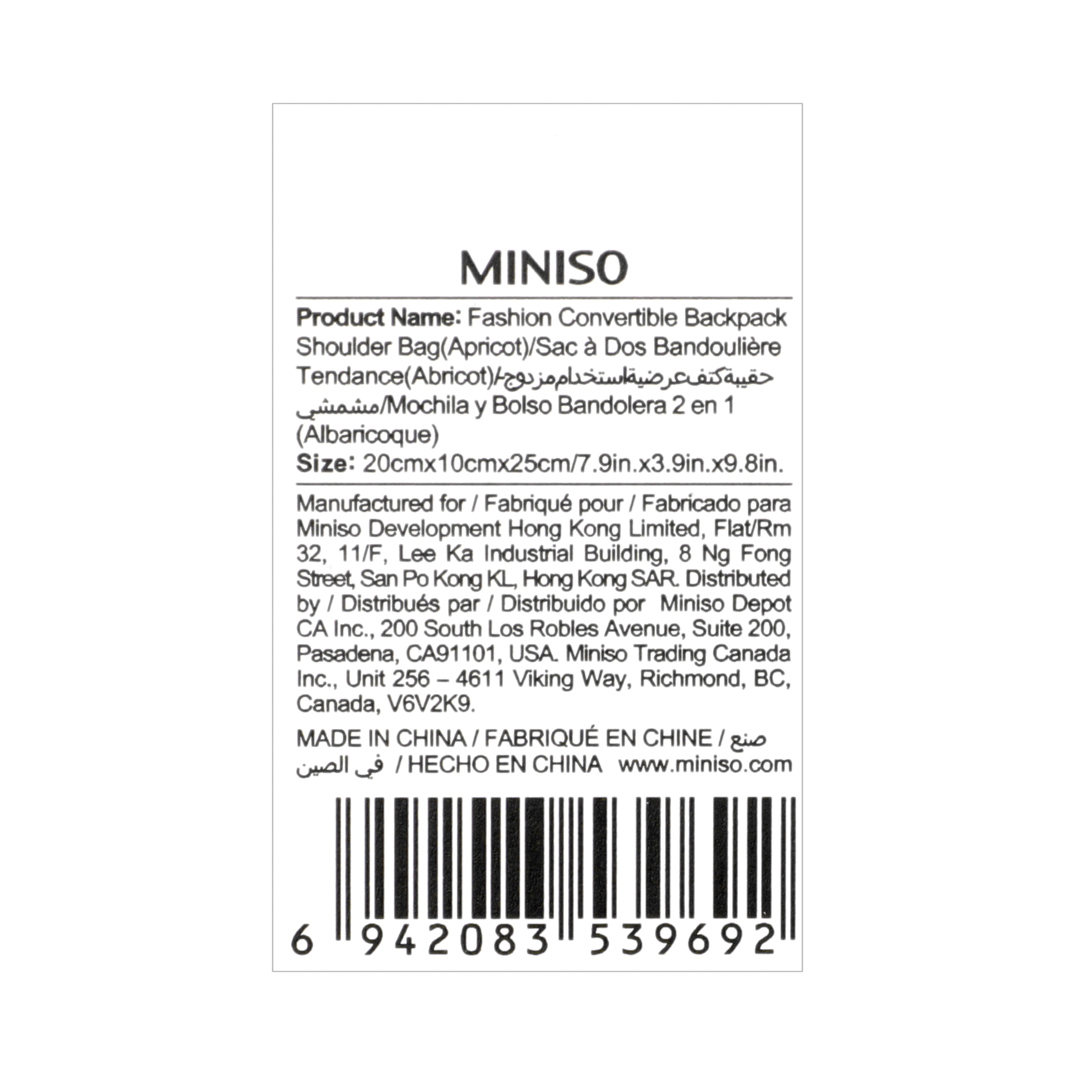 MINISO
Product Name: Fashion Convertible Backpack
Shoulder Bag(Apricot)/Sac à Dos Bandoulière
Tendance(Abricot)/حقيبة كتف عرضية استخدام مزدوج-
مشمشي/Mochila y Bolso Bandolera 2 en 1
(Albaricoque)
Size: 20cmx10cmx25cm/7.9in.x3.9in.x9.8in.
Manufactured for / Fabriqué pour / Fabricado para
Miniso Development Hong Kong Limited, Flat/Rm
32, 11/F, Lee Ka Industrial Building, 8 Ng Fong
Street, San Po Kong KL, Hong Kong SAR. Distributed
by / Distribués par / Distribuido por Miniso Depot
CA Inc., 200 South Los Robles Avenue, Suite 200,
Pasadena, CA91101, USA. Miniso Trading Canada
Inc., Unit 256 – 4611 Viking Way, Richmond, BC,
Canada, V6V2K9.
MADE IN CHINA / FABRIQUÉ EN CHINE / صنع
في الصين / HECHO EN CHINA www.miniso.com
6 942083 539692